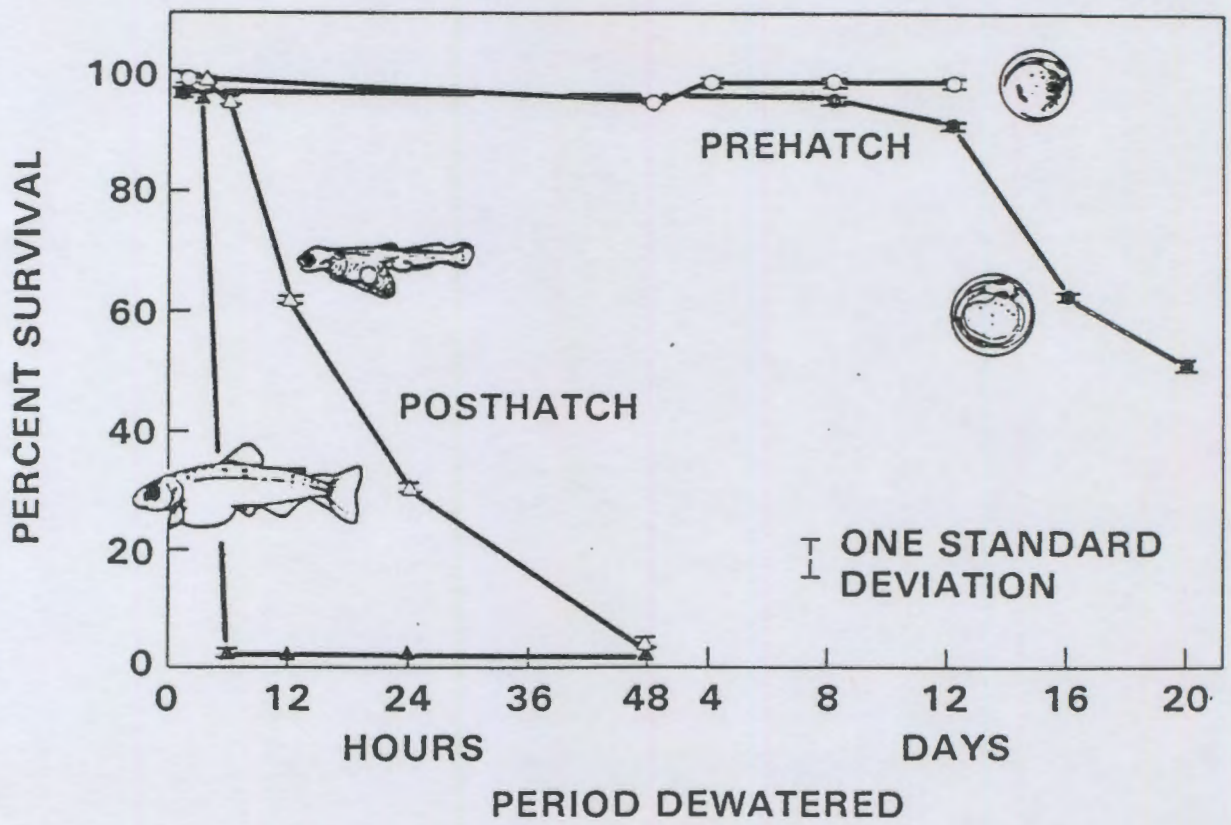 PERCENT SURVIVAL
100
80
60
40
20
0
PREHATCH
POSTHATCH
ONE STANDARD
DEVIATION
0 12 24 36 48 4 8 12 16 20
HOURS DAYS
PERIOD DEWATERED